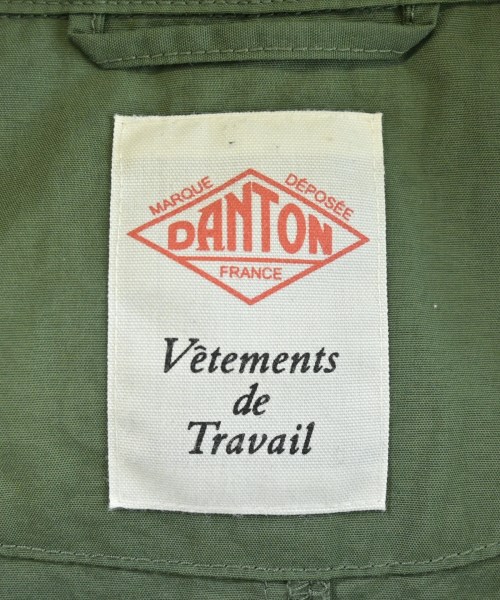 MARQUE DÉPOSÉE
DANTON
FRANCE
Vêtements
de
Travail